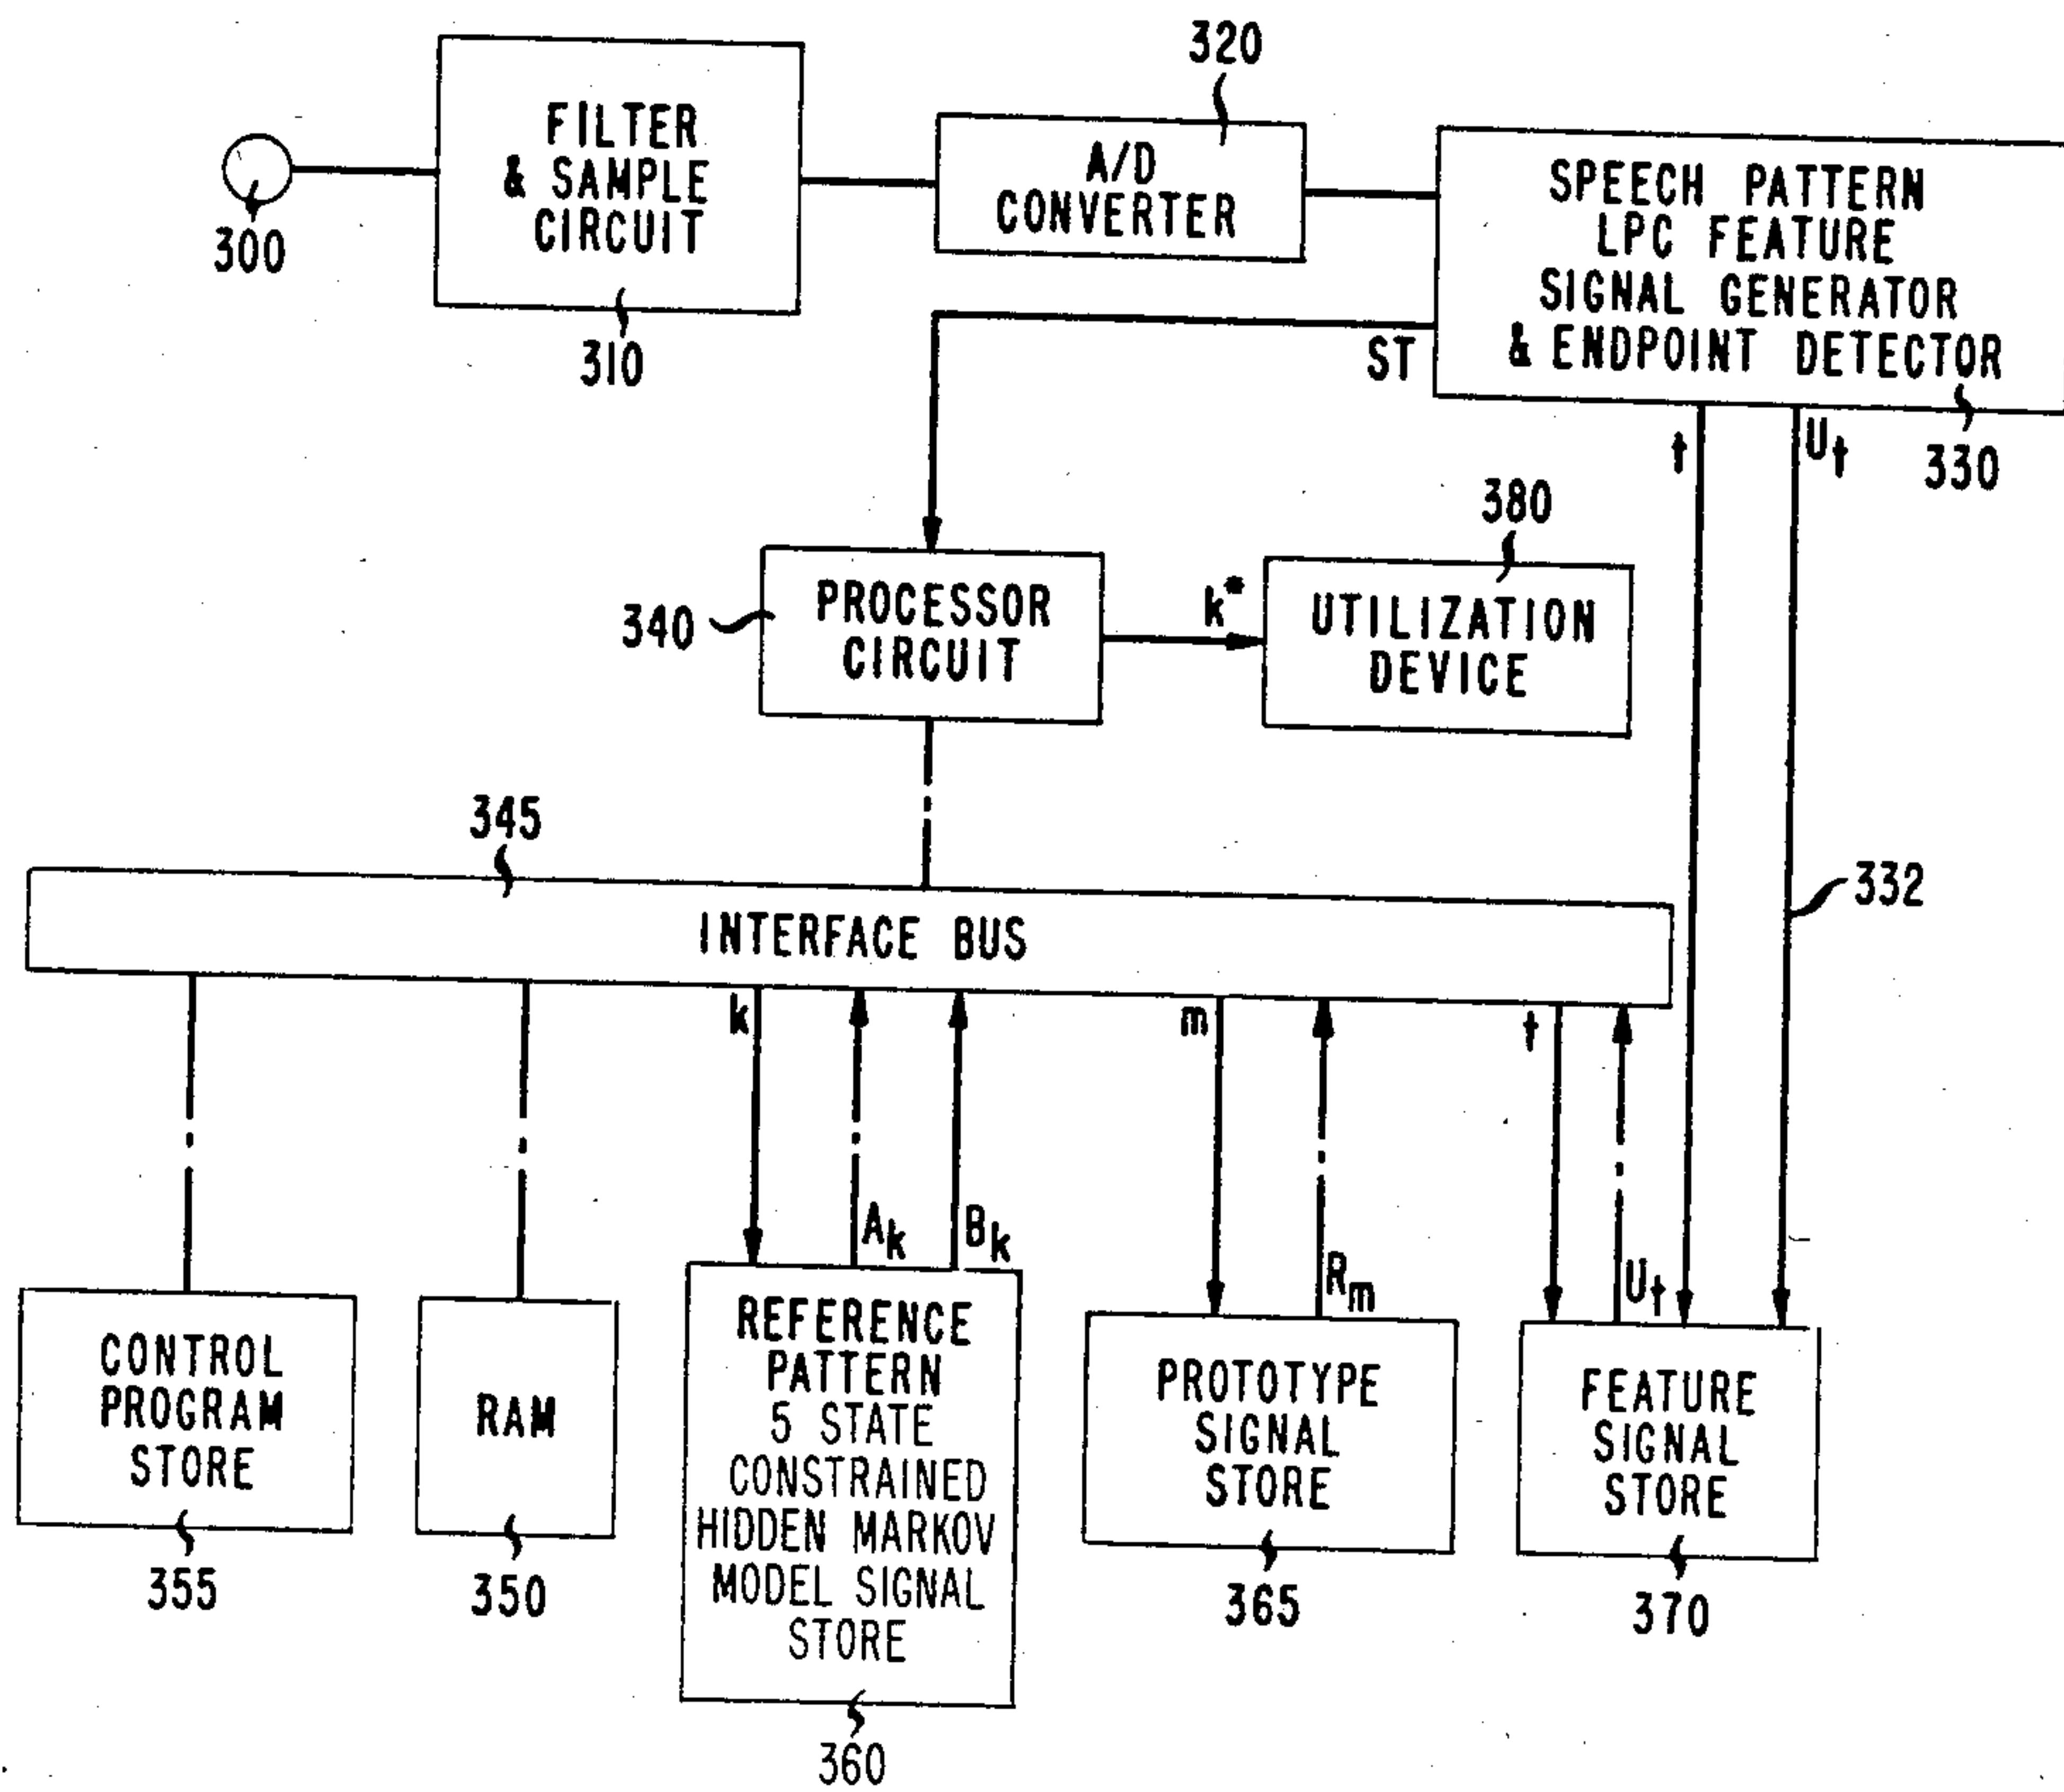 320
FILTER
& SAMPLE
CIRCUIT
A/D
CONVERTER
SPEECH PATTERN
LPC FEATURE
SIGNAL GENERATOR
& ENDPOINT DETECTOR
300
310
ST
t
Ut
330
380
340
PROCESSOR
CIRCUIT
k*
UTILIZATION
DEVICE
345
332
INTERFACE BUS
k
m
t
Ak
Bk
Rm
Ut
CONTROL
PROGRAM
STORE
RAM
REFERENCE
PATTERN
5 STATE
CONSTRAINED
HIDDEN MARKOV
MODEL SIGNAL
STORE
PROTOTYPE
SIGNAL
STORE
FEATURE
SIGNAL
STORE
355
350
360
365
370